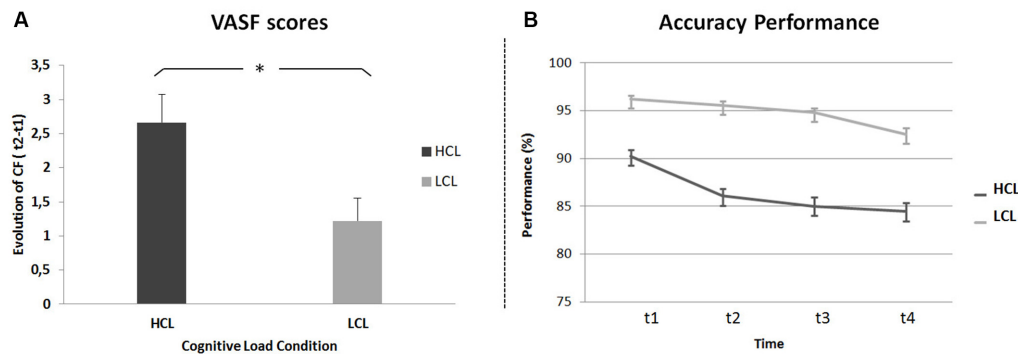 A
VASF scores
3,5
3
2,5
2
1,5
1
0,5
0
Evolution of CF ( t2-t1)
*
HCL
LCL
HCL
LCL
Cognitive Load Condition
B
Accuracy Performance
100
95
90
85
80
75
Performance (%)
t1 t2 t3 t4
Time
HCL
LCL